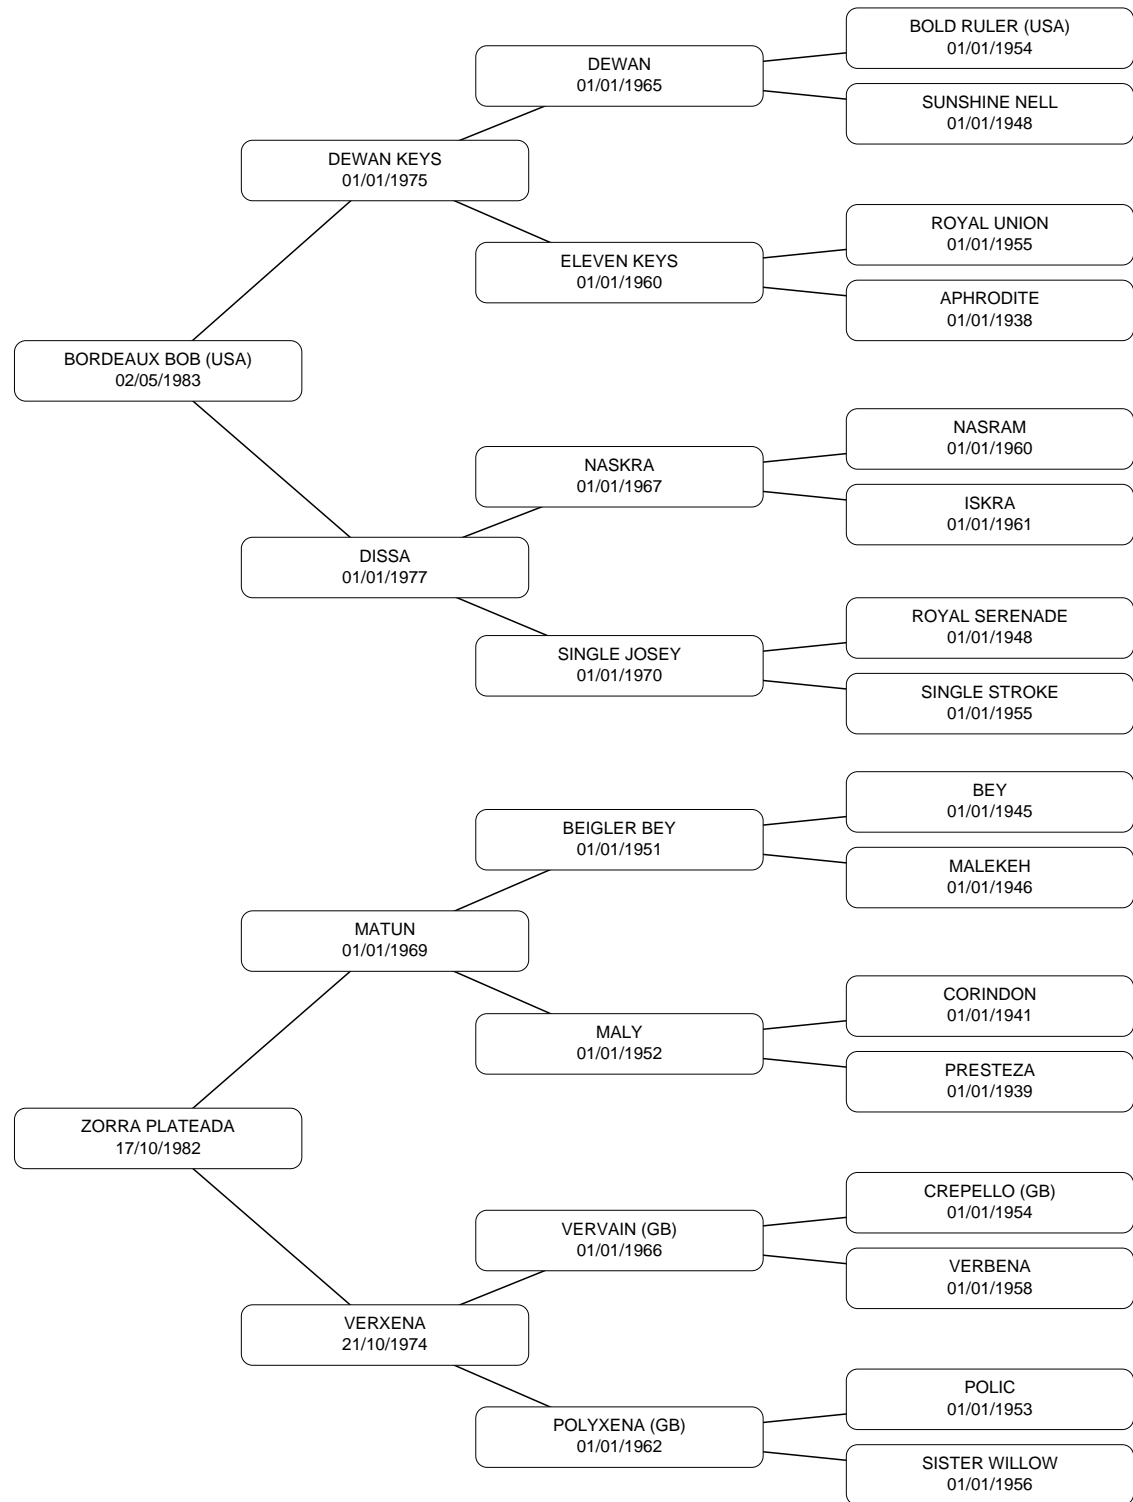 BOLD RULER (USA)
01/01/1954
DEWAN
01/01/1965
SUNSHINE NELL
01/01/1948
DEWAN KEYS
01/01/1975
ROYAL UNION
01/01/1955
ELEVEN KEYS
01/01/1960
APHRODITE
01/01/1938
BORDEAUX BOB (USA)
02/05/1983
NASRAM
01/01/1960
NASKRA
01/01/1967
ISKRA
01/01/1961
DISSA
01/01/1977
ROYAL SERENADE
01/01/1948
SINGLE JOSEY
01/01/1970
SINGLE STROKE
01/01/1955
BEY
01/01/1945
BEIGLER BEY
01/01/1951
MALEKEH
01/01/1946
MATUN
01/01/1969
CORINDON
01/01/1941
MALY
01/01/1952
PRESTEZA
01/01/1939
ZORRA PLATEADA
17/10/1982
CREPELLO (GB)
01/01/1954
VERVAIN (GB)
01/01/1966
VERBENA
01/01/1958
VERXENA
21/10/1974
POLIC
01/01/1953
POLYXENA (GB)
01/01/1962
SISTER WILLOW
01/01/1956